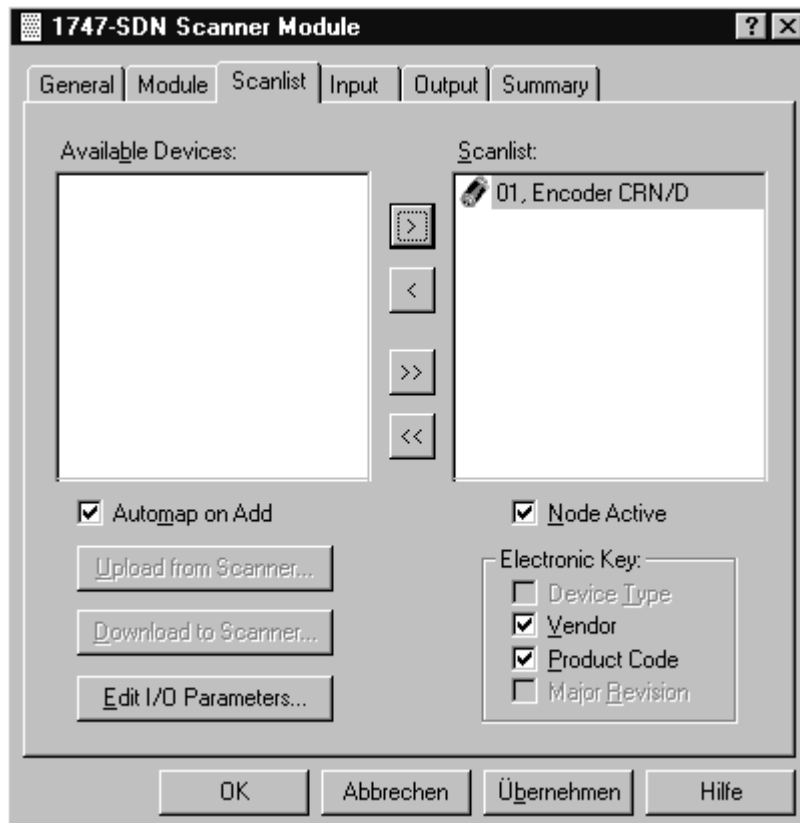 1747-SDN Scanner Module
? X
General Module Scanlist Input Output Summary
Available Devices:
Scanlist:
01, Encoder CRN/D
>
<
>>
<<
Automap on Add
Node Active
Upload from Scanner...
Download to Scanner...
Edit I/O Parameters...
Electronic Key:
Device Type
Vendor
Product Code
Major Revision
OK Abbrechen Übernehmen Hilfe